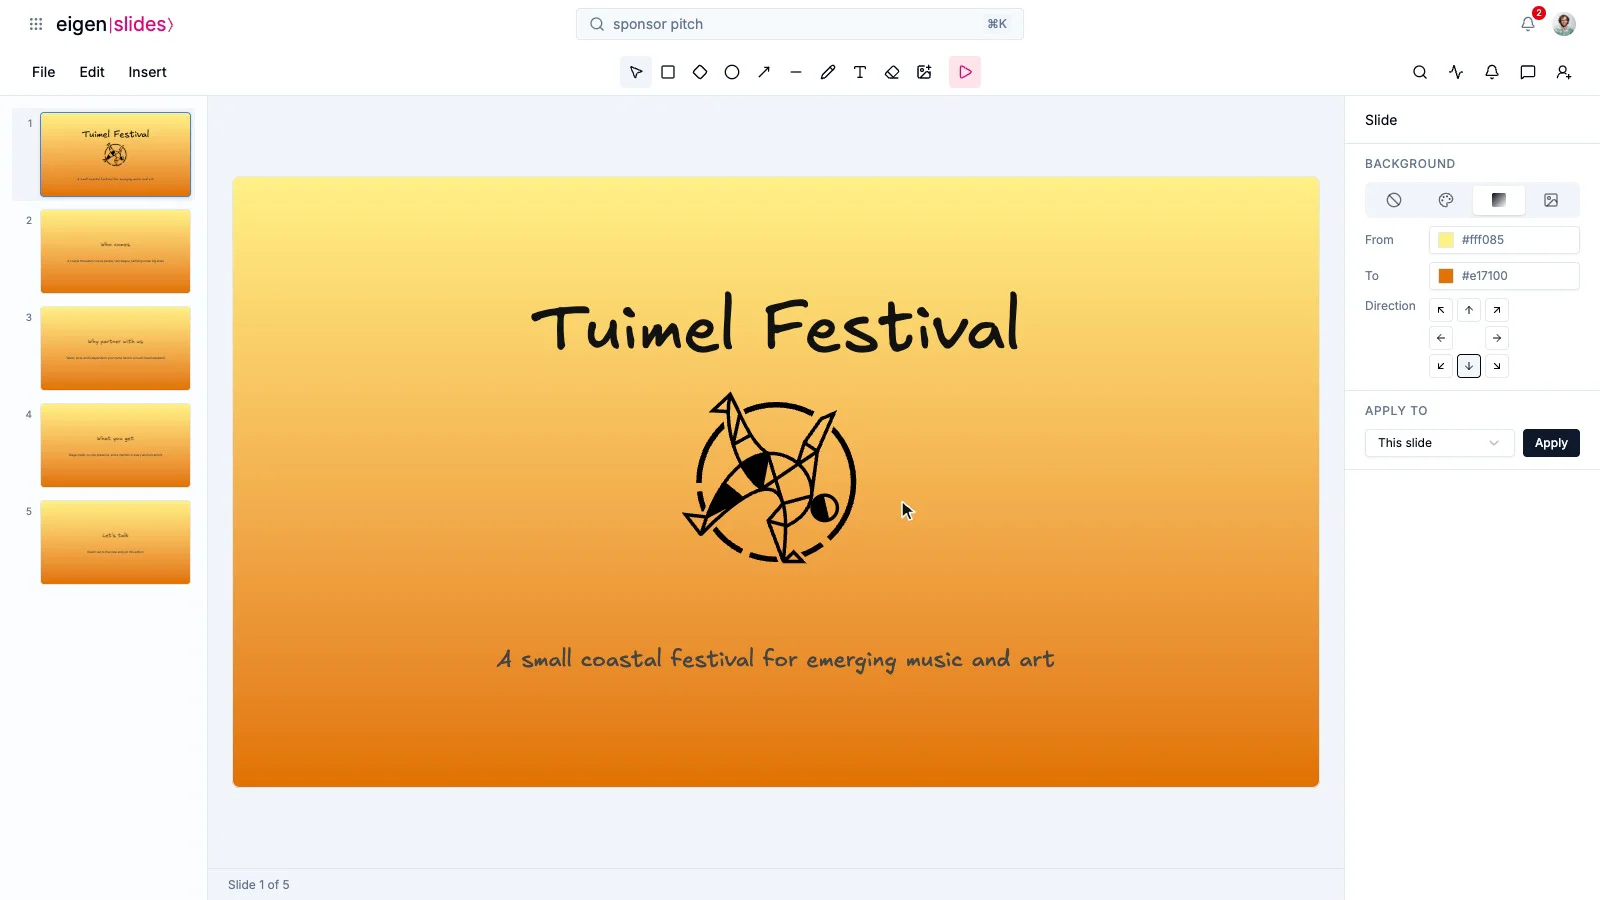 eigen|slides⟩
sponsor pitch
⌘K
2
File
Edit
Insert
1
Tuimel Festival
2
Who comes
3
Why partner with us
4
What you get
5
Let's talk
Tuimel Festival
A small coastal festival for emerging music and art
Slide 1 of 5
Slide
BACKGROUND
From
#fff085
To
#e17100
Direction
APPLY TO
This slide
Apply